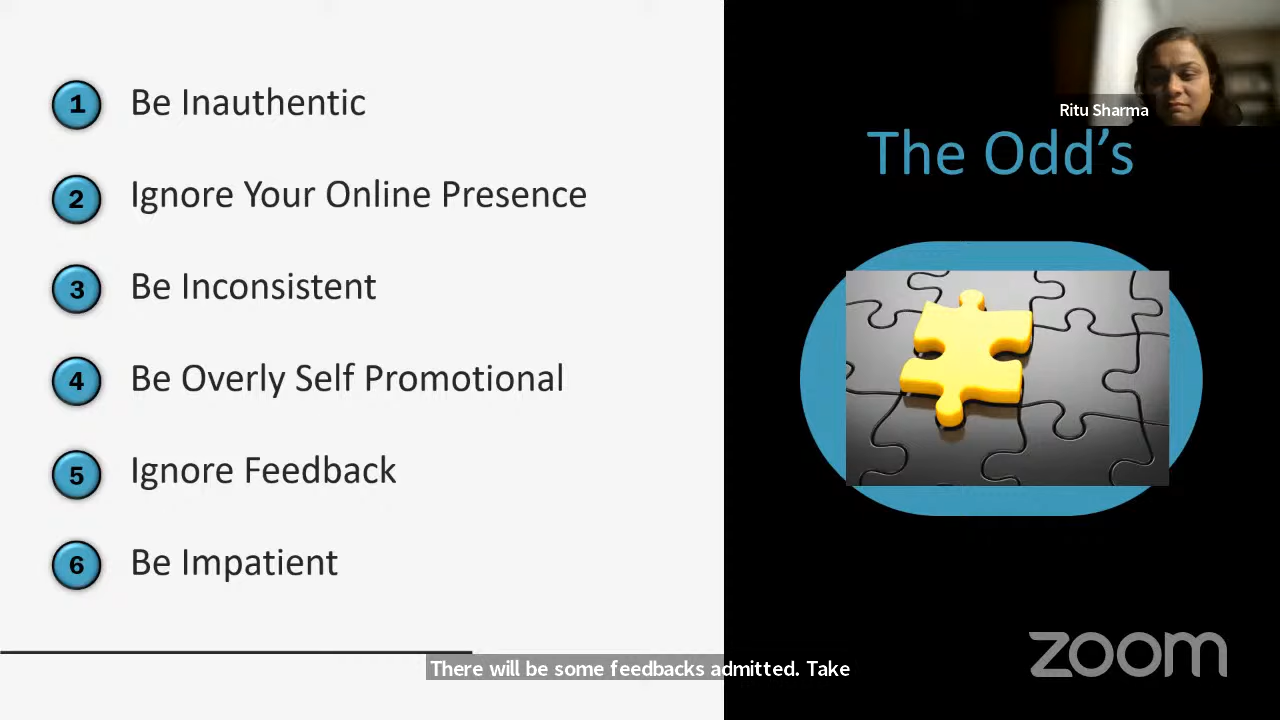 1 Be Inauthentic
2 Ignore Your Online Presence
3 Be Inconsistent
4 Be Overly Self Promotional
5 Ignore Feedback
6 Be Impatient
Ritu Sharma
The Odd’s
There will be some feedbacks admitted. Take
zoom